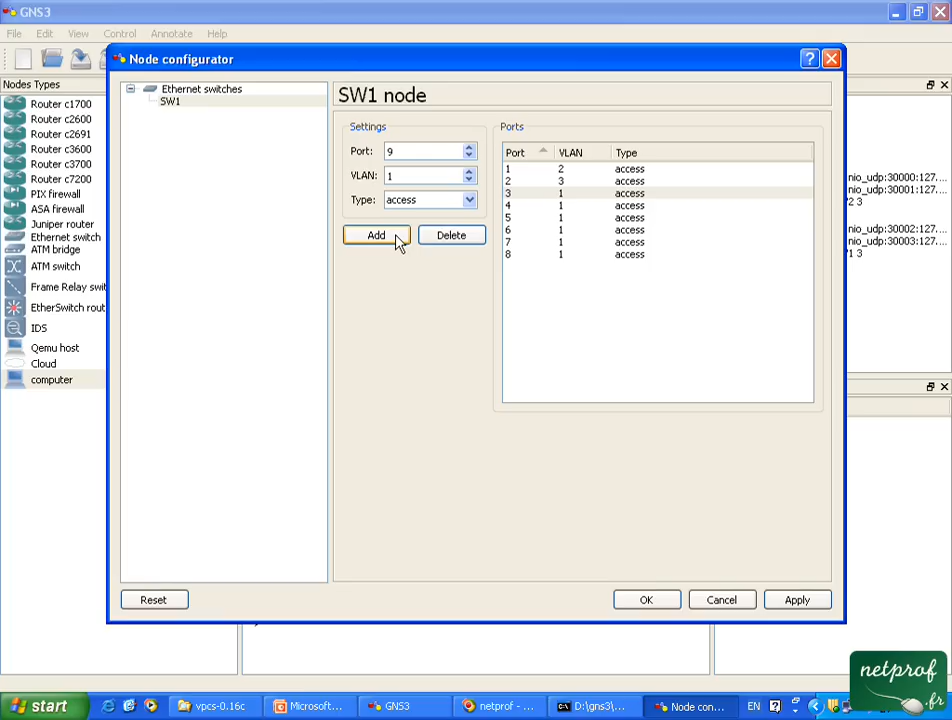 GNS3
File Edit View Control Annotate Help
Node configurator
Nodes Types
Router c1700
Router c2600
Router c2691
Router c3600
Router c3700
Router c7200
PIX firewall
ASA firewall
Juniper router
Ethernet switch
ATM bridge
ATM switch
Frame Relay swit
EtherSwitch rout
IDS
Qemu host
Cloud
computer
Ethernet switches
SW1
SW1 node
Settings
Port: 9
VLAN: 1
Type: access
Add Delete
Ports
Port VLAN Type
1 2 access
2 3 access
3 1 access
4 1 access
5 1 access
6 1 access
7 1 access
8 1 access
nio_udp:30000:127....
nio_udp:30001:127....
2 3
nio_udp:30002:127....
nio_udp:30003:127....
1 3
Reset OK Cancel Apply
netprof
.fr
start vpcs-0.16c Microsoft... GNS3 netprof - ... D:\gns3\... Node con... EN